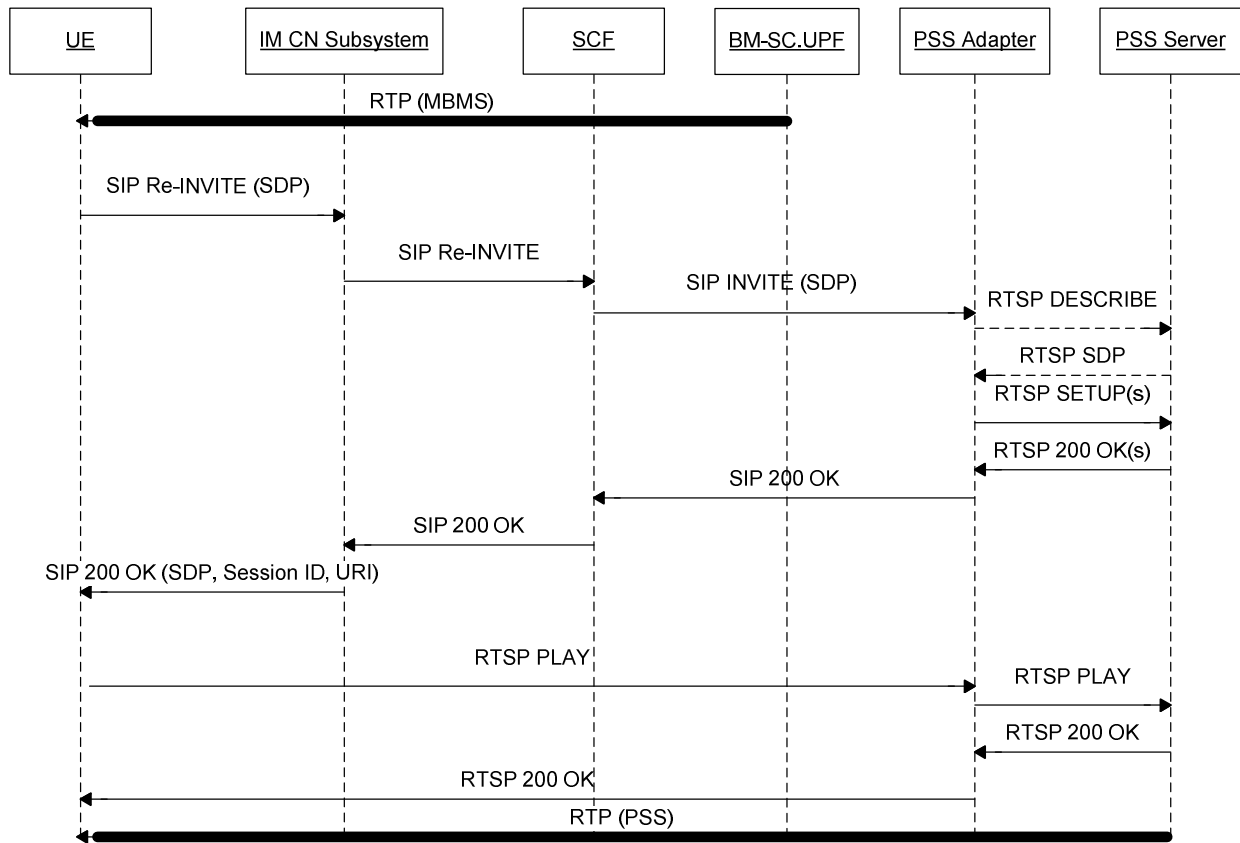 UE
IM CN Subsystem
SCF
BM-SC.UPF
PSS Adapter
PSS Server
RTP (MBMS)
SIP Re-INVITE (SDP)
SIP Re-INVITE
SIP INVITE (SDP)
RTSP DESCRIBE
RTSP SDP
RTSP SETUP(s)
RTSP 200 OK(s)
SIP 200 OK
SIP 200 OK
SIP 200 OK (SDP, Session ID, URI)
RTSP PLAY
RTSP PLAY
RTSP 200 OK
RTSP 200 OK
RTP (PSS)